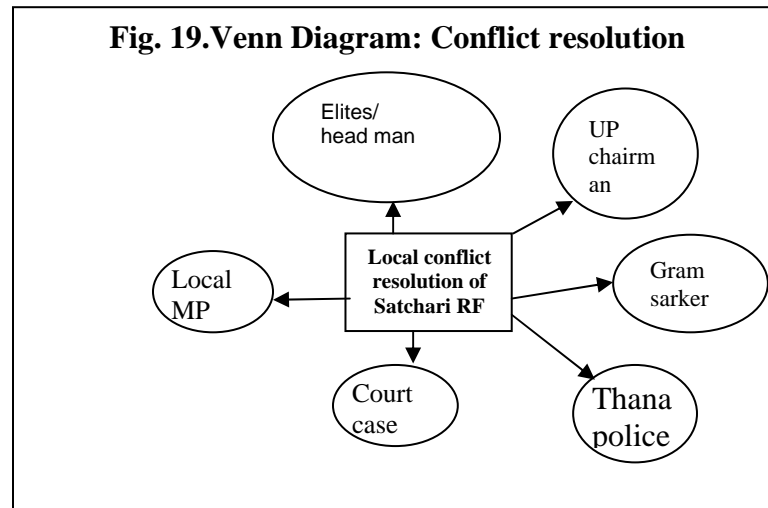 Fig. 19.Venn Diagram: Conflict resolution
Elites/
head man
UP
chairm
an
Local conflict
resolution of
Satchari RF
Local
MP
Gram
sarker
Court
case
Thana
police